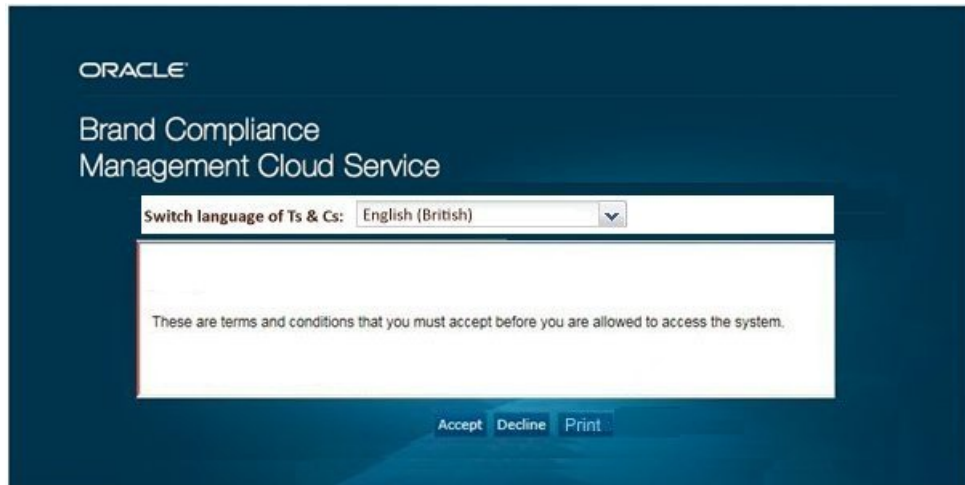 ORACLE
Brand Compliance
Management Cloud Service
Switch language of Ts & Cs: English (British)
These are terms and conditions that you must accept before you are allowed to access the system.
Accept Decline Print